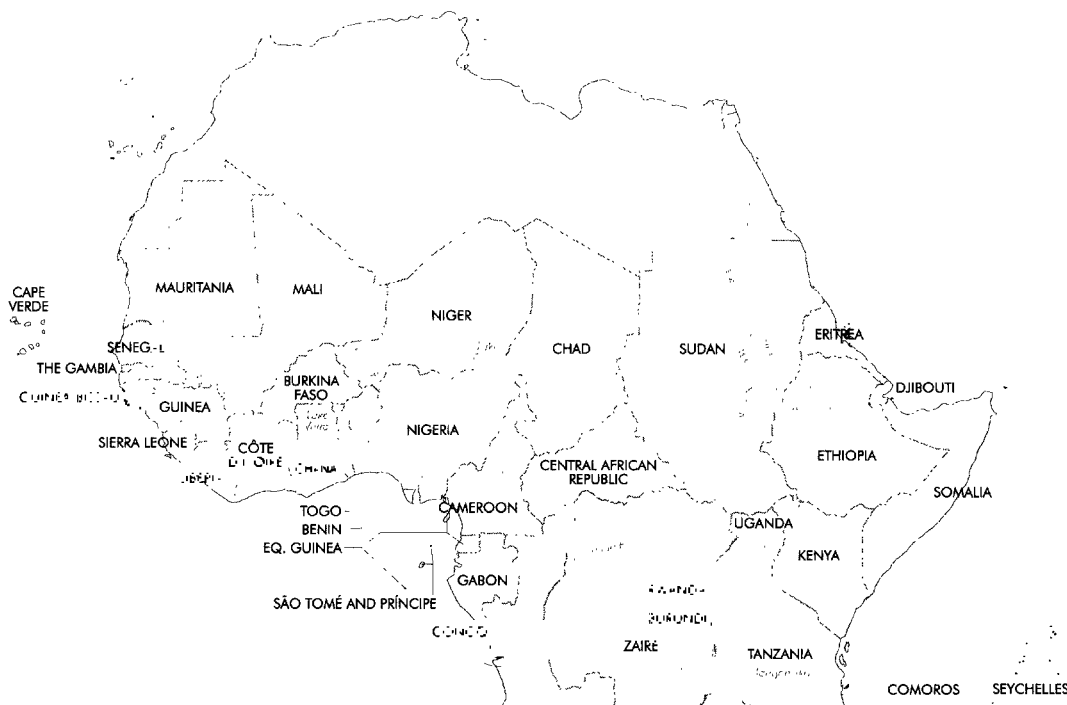 CAPE
VERDE
MAURITANIA
MALI
NIGER
CHAD
SUDAN
ERITREA
THE GAMBIA
BURKINA
FASO
DJIBOUTI
GUINEA
NIGERIA
SIERRA LEONE
CÔTE
CENTRAL AFRICAN
REPUBLIC
ETHIOPIA
SOMALIA
TOGO
CAMEROON
BENIN
UGANDA
EQ. GUINEA
KENYA
GABON
SÃO TOMÉ AND PRÍNCIPE
CONGO
BURUNDI
ZAIRE
TANZANIA
COMOROS
SEYCHELLES